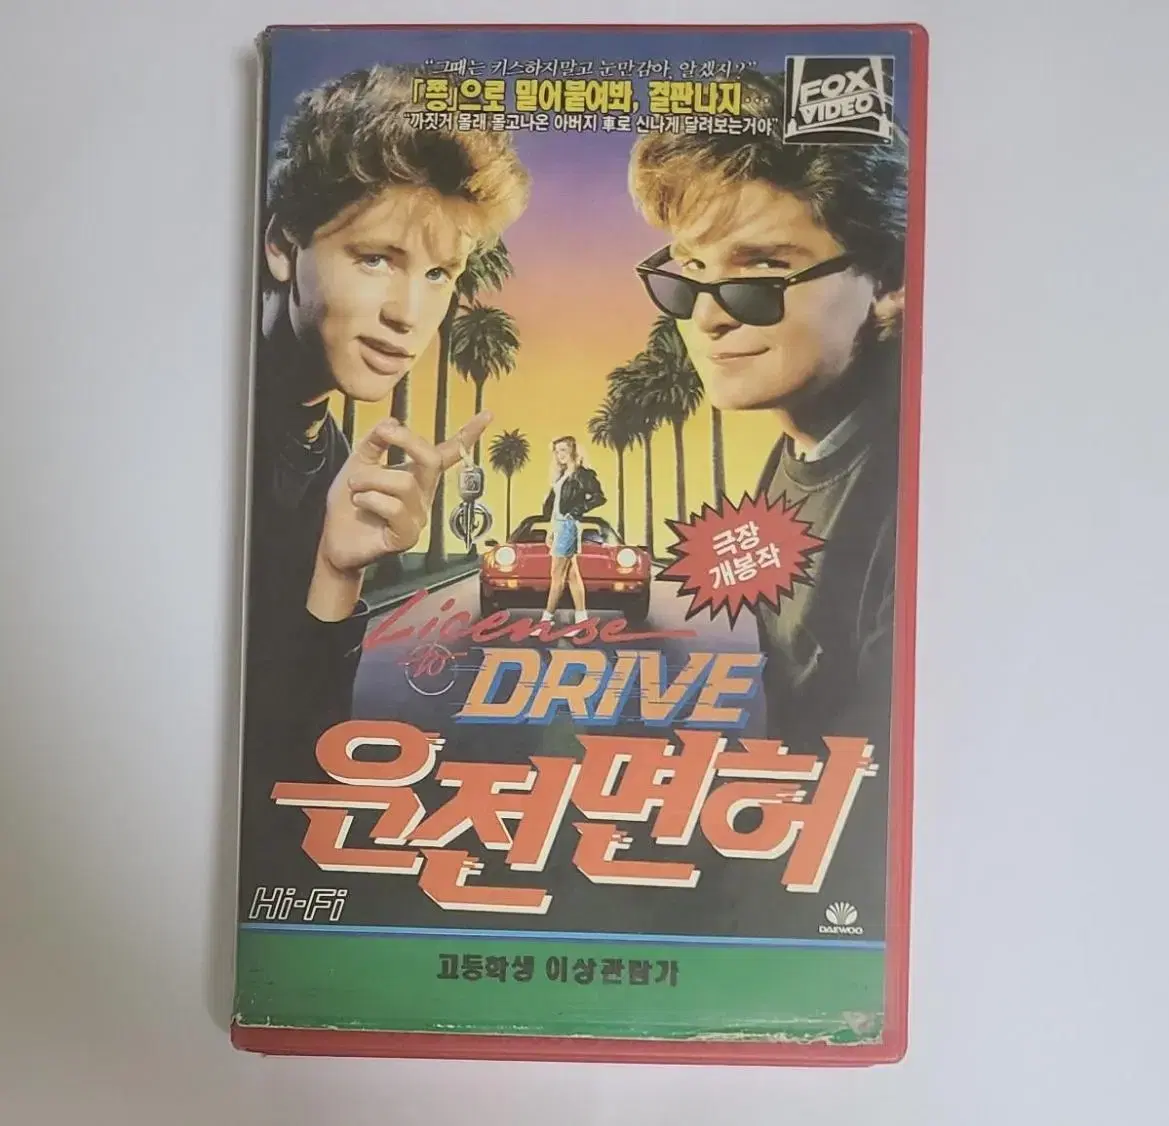 "그때는 키스하지말고 눈만감아, 알겠지?"
「쯩」으로 밀어붙여봐, 결판나지…
"까짓거 몰래 몰고나온 아버지 車로 신나게 달려보는거야"
FOX
VIDEO
극장
개봉작
License
to
DRIVE
운전면허
Hi-Fi
DAEWOO
고등학생 이상관람가